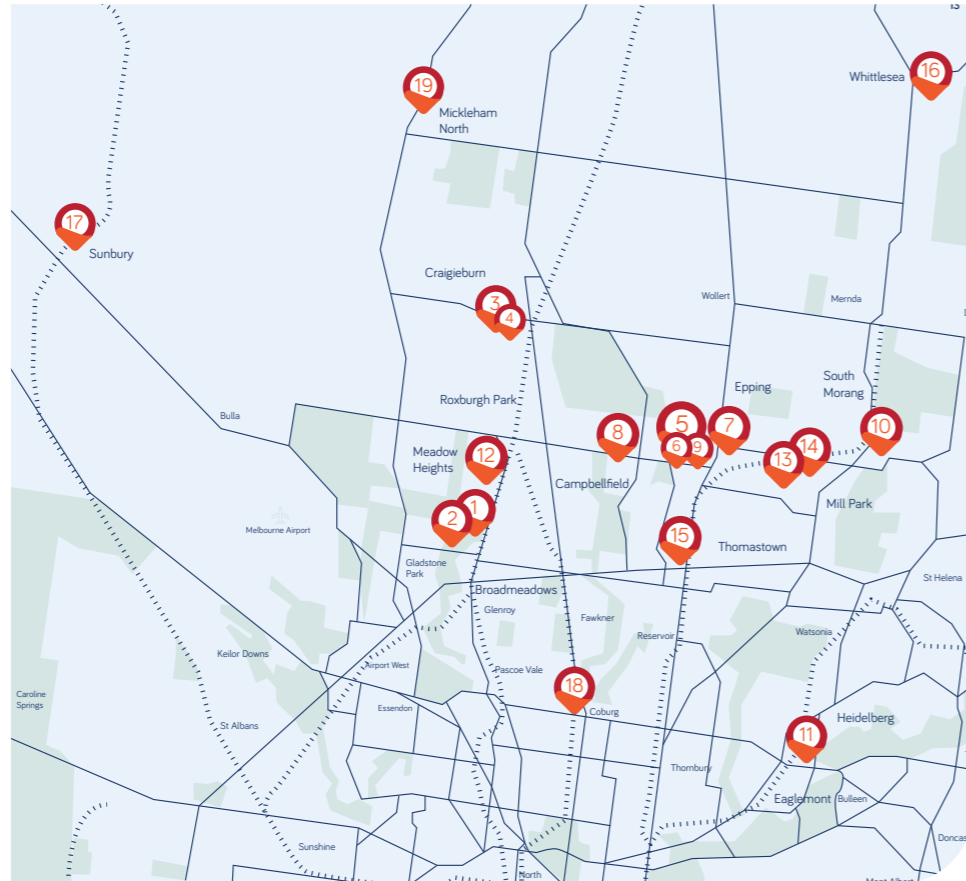 16
Whittlesea
19
Mickleham
North
17
Sunbury
Craigieburn
3
4
Wollert
Mernda
Roxburgh Park
Epping
South
Morang
Bulla
5
7
8
10
6
9
14
13
Meadow
Heights
12
Campbellfield
1
2
Mill Park
Melbourne Airport
15
Thomastown
Gladstone
Park
St Helena
Broadmeadows
Glenroy
Fawkner
Reservoir
Watsonia
Keilor Downs
Airport West
Pascoe Vale
18
Caroline
Springs
Essendon
Coburg
St Albans
11
Heidelberg
Thornbury
Eaglemont
Bulleen
Sunshine
North